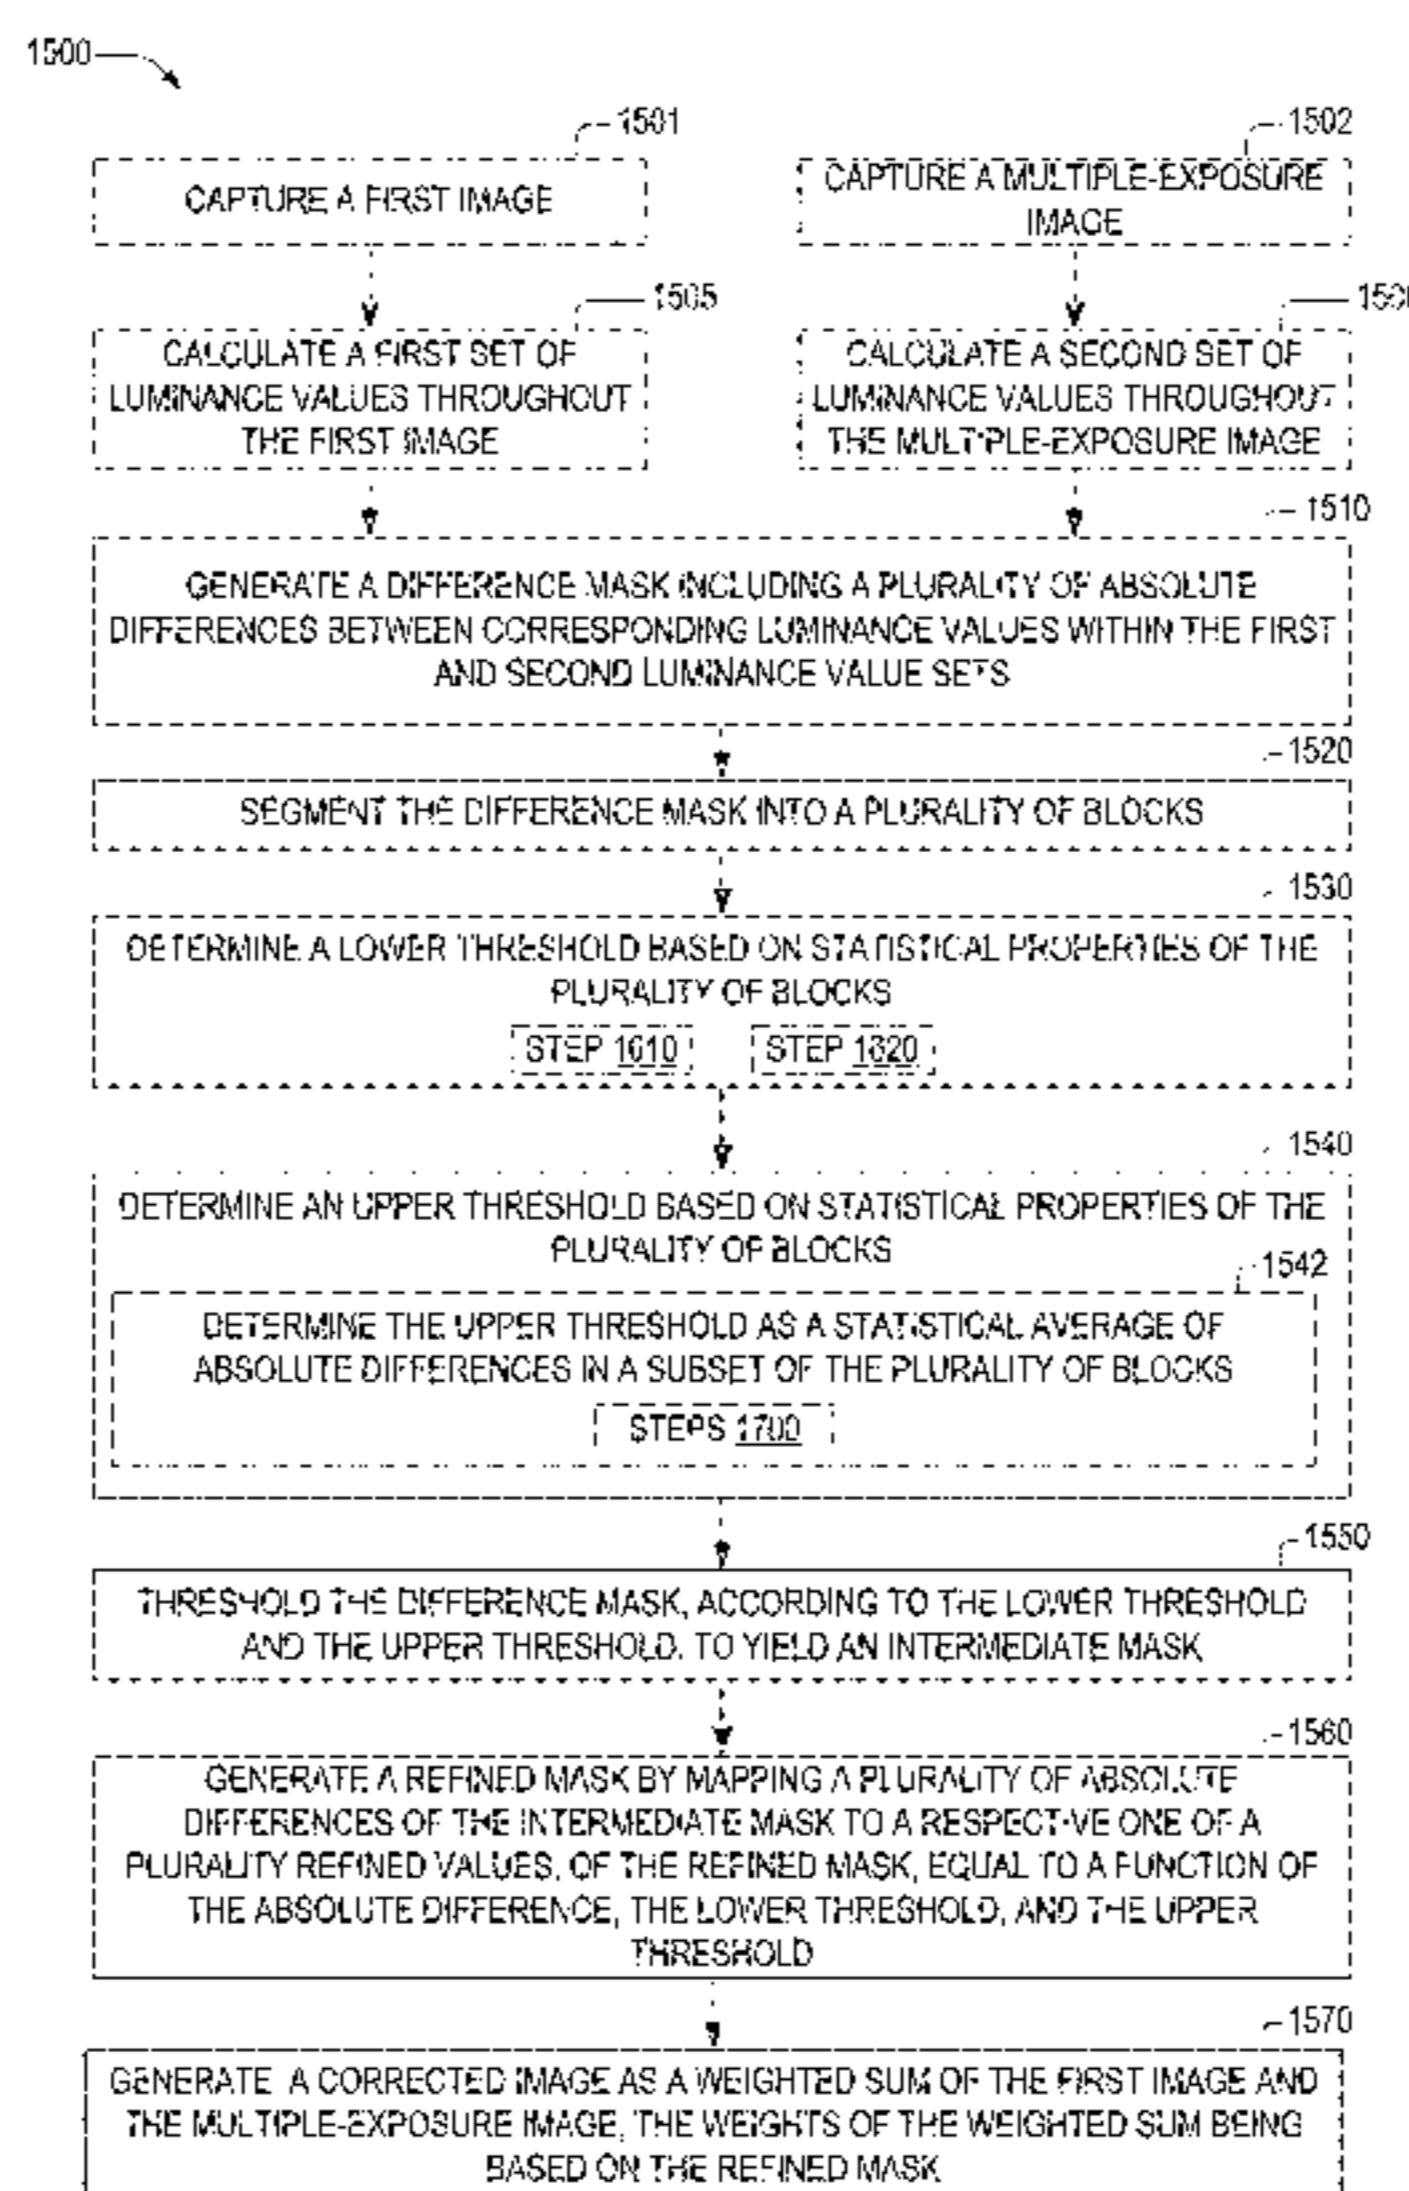 1500
1501
CAPTURE A FIRST IMAGE
1502
CAPTURE A MULTIPLE-EXPOSURE
IMAGE
1505
CALCULATE A FIRST SET OF
LUMINANCE VALUES THROUGHOUT
THE FIRST IMAGE
CALCULATE A SECOND SET OF
LUMINANCE VALUES THROUGHOUT
THE MULTIPLE-EXPOSURE IMAGE
1510
GENERATE A DIFFERENCE MASK INCLUDING A PLURALITY OF ABSOLUTE
DIFFERENCES BETWEEN CORRESPONDING LUMINANCE VALUES WITHIN THE FIRST
AND SECOND LUMINANCE VALUE SETS
1520
SEGMENT THE DIFFERENCE MASK INTO A PLURALITY OF BLOCKS
1530
DETERMINE A LOWER THRESHOLD BASED ON STATISTICAL PROPERTIES OF THE
PLURALITY OF BLOCKS
STEP 1610
STEP 1620
1540
DETERMINE AN UPPER THRESHOLD BASED ON STATISTICAL PROPERTIES OF THE
PLURALITY OF BLOCKS
1542
DETERMINE THE UPPER THRESHOLD AS A STATISTICAL AVERAGE OF
ABSOLUTE DIFFERENCES IN A SUBSET OF THE PLURALITY OF BLOCKS
STEPS 1700
1550
THRESHOLD THE DIFFERENCE MASK, ACCORDING TO THE LOWER THRESHOLD
AND THE UPPER THRESHOLD, TO YIELD AN INTERMEDIATE MASK
1560
GENERATE A REFINED MASK BY MAPPING A PLURALITY OF ABSOLUTE
DIFFERENCES OF THE INTERMEDIATE MASK TO A RESPECTIVE ONE OF A
PLURALITY REFINED VALUES, OF THE REFINED MASK, EQUAL TO A FUNCTION OF
THE ABSOLUTE DIFFERENCE, THE LOWER THRESHOLD, AND THE UPPER
THRESHOLD
1570
GENERATE A CORRECTED IMAGE AS A WEIGHTED SUM OF THE FIRST IMAGE AND
THE MULTIPLE-EXPOSURE IMAGE, THE WEIGHTS OF THE WEIGHTED SUM BEING
BASED ON THE REFINED MASK